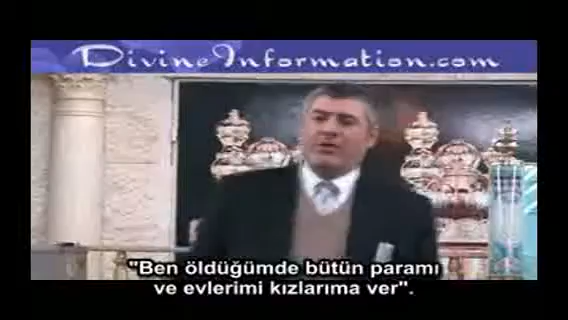 DivineInformation.com
"Ben öldüğümde bütün paramı
ve evlerimi kızlarıma ver".